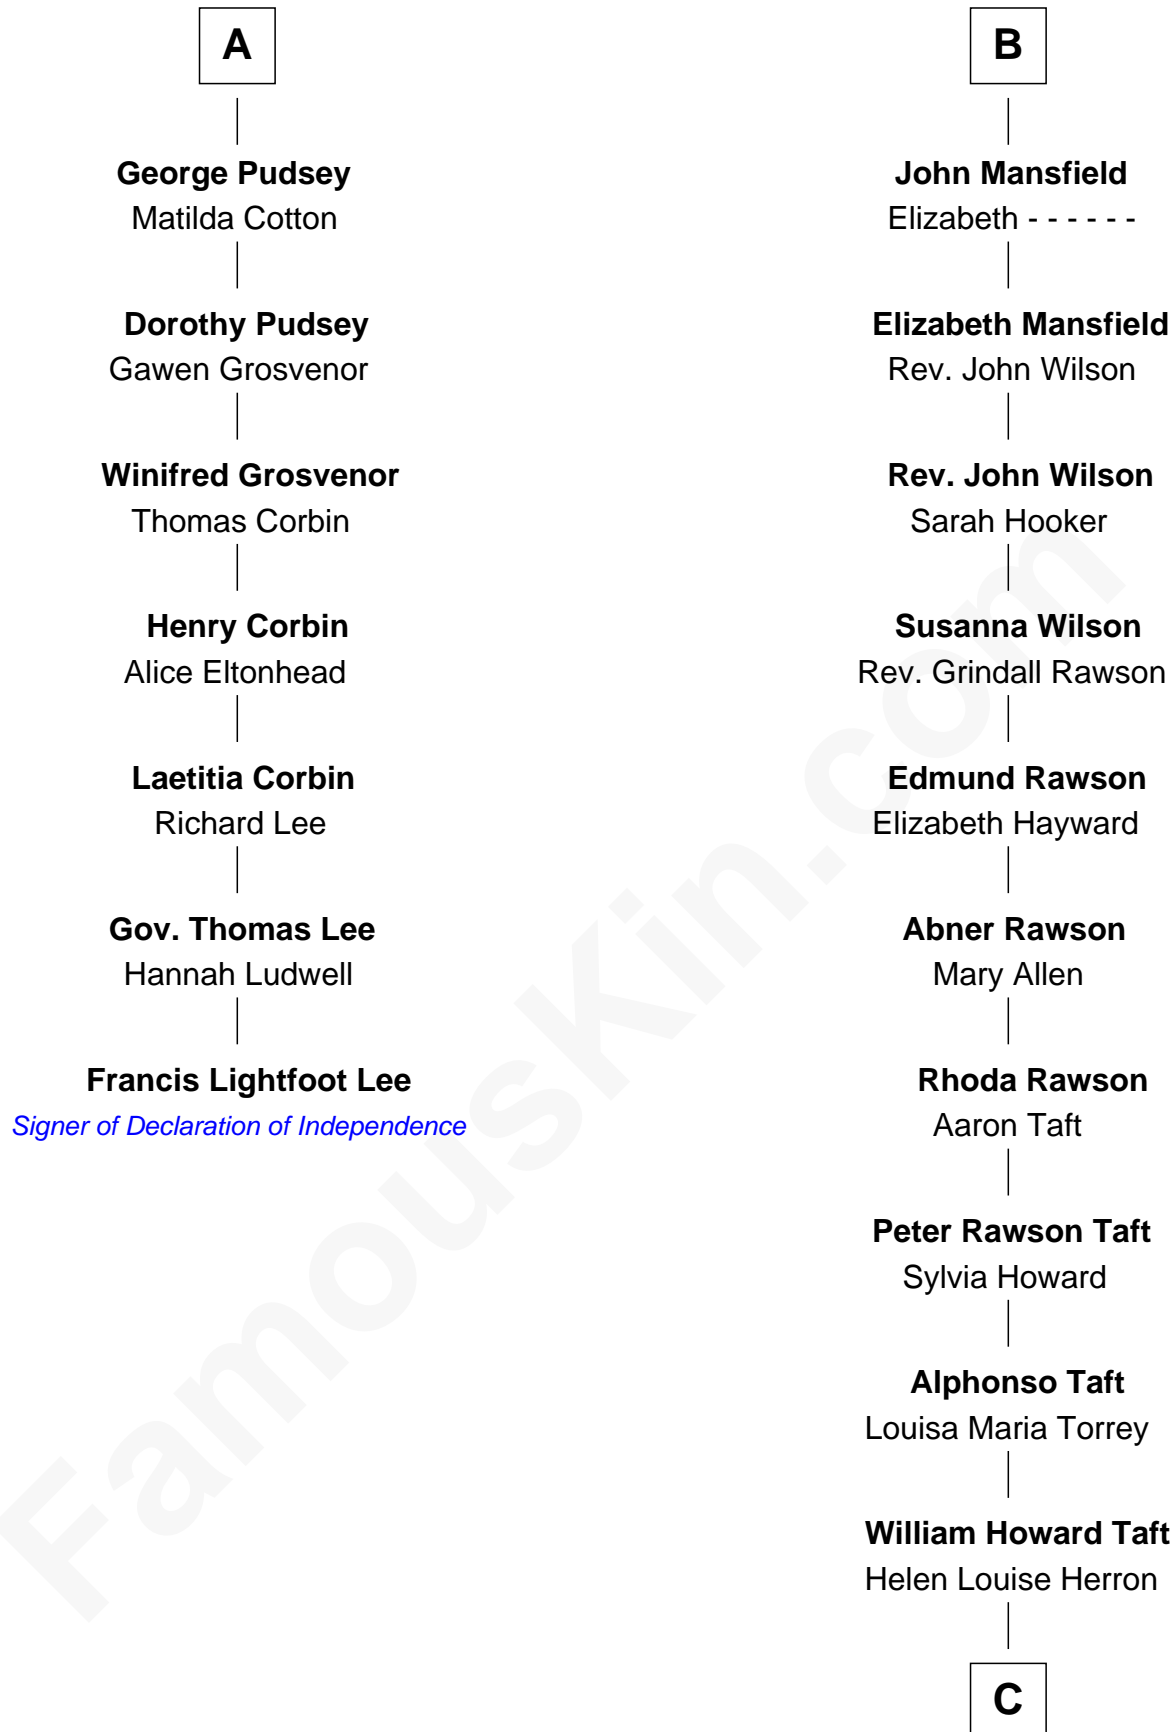 A
George Pudsey
Matilda Cotton
Dorothy Pudsey
Gawen Grosvenor
Winifred Grosvenor
Thomas Corbin
Henry Corbin
Alice Eltonhead
Laetitia Corbin
Richard Lee
Gov. Thomas Lee
Hannah Ludwell
Francis Lightfoot Lee
Signer of Declaration of Independence
B
John Mansfield
Elizabeth - - - - - -
Elizabeth Mansfield
Rev. John Wilson
Rev. John Wilson
Sarah Hooker
Susanna Wilson
Rev. Grindall Rawson
Edmund Rawson
Elizabeth Hayward
Abner Rawson
Mary Allen
Rhoda Rawson
Aaron Taft
Peter Rawson Taft
Sylvia Howard
Alphonso Taft
Louisa Maria Torrey
William Howard Taft
Helen Louise Herron
C
FamousKin.com